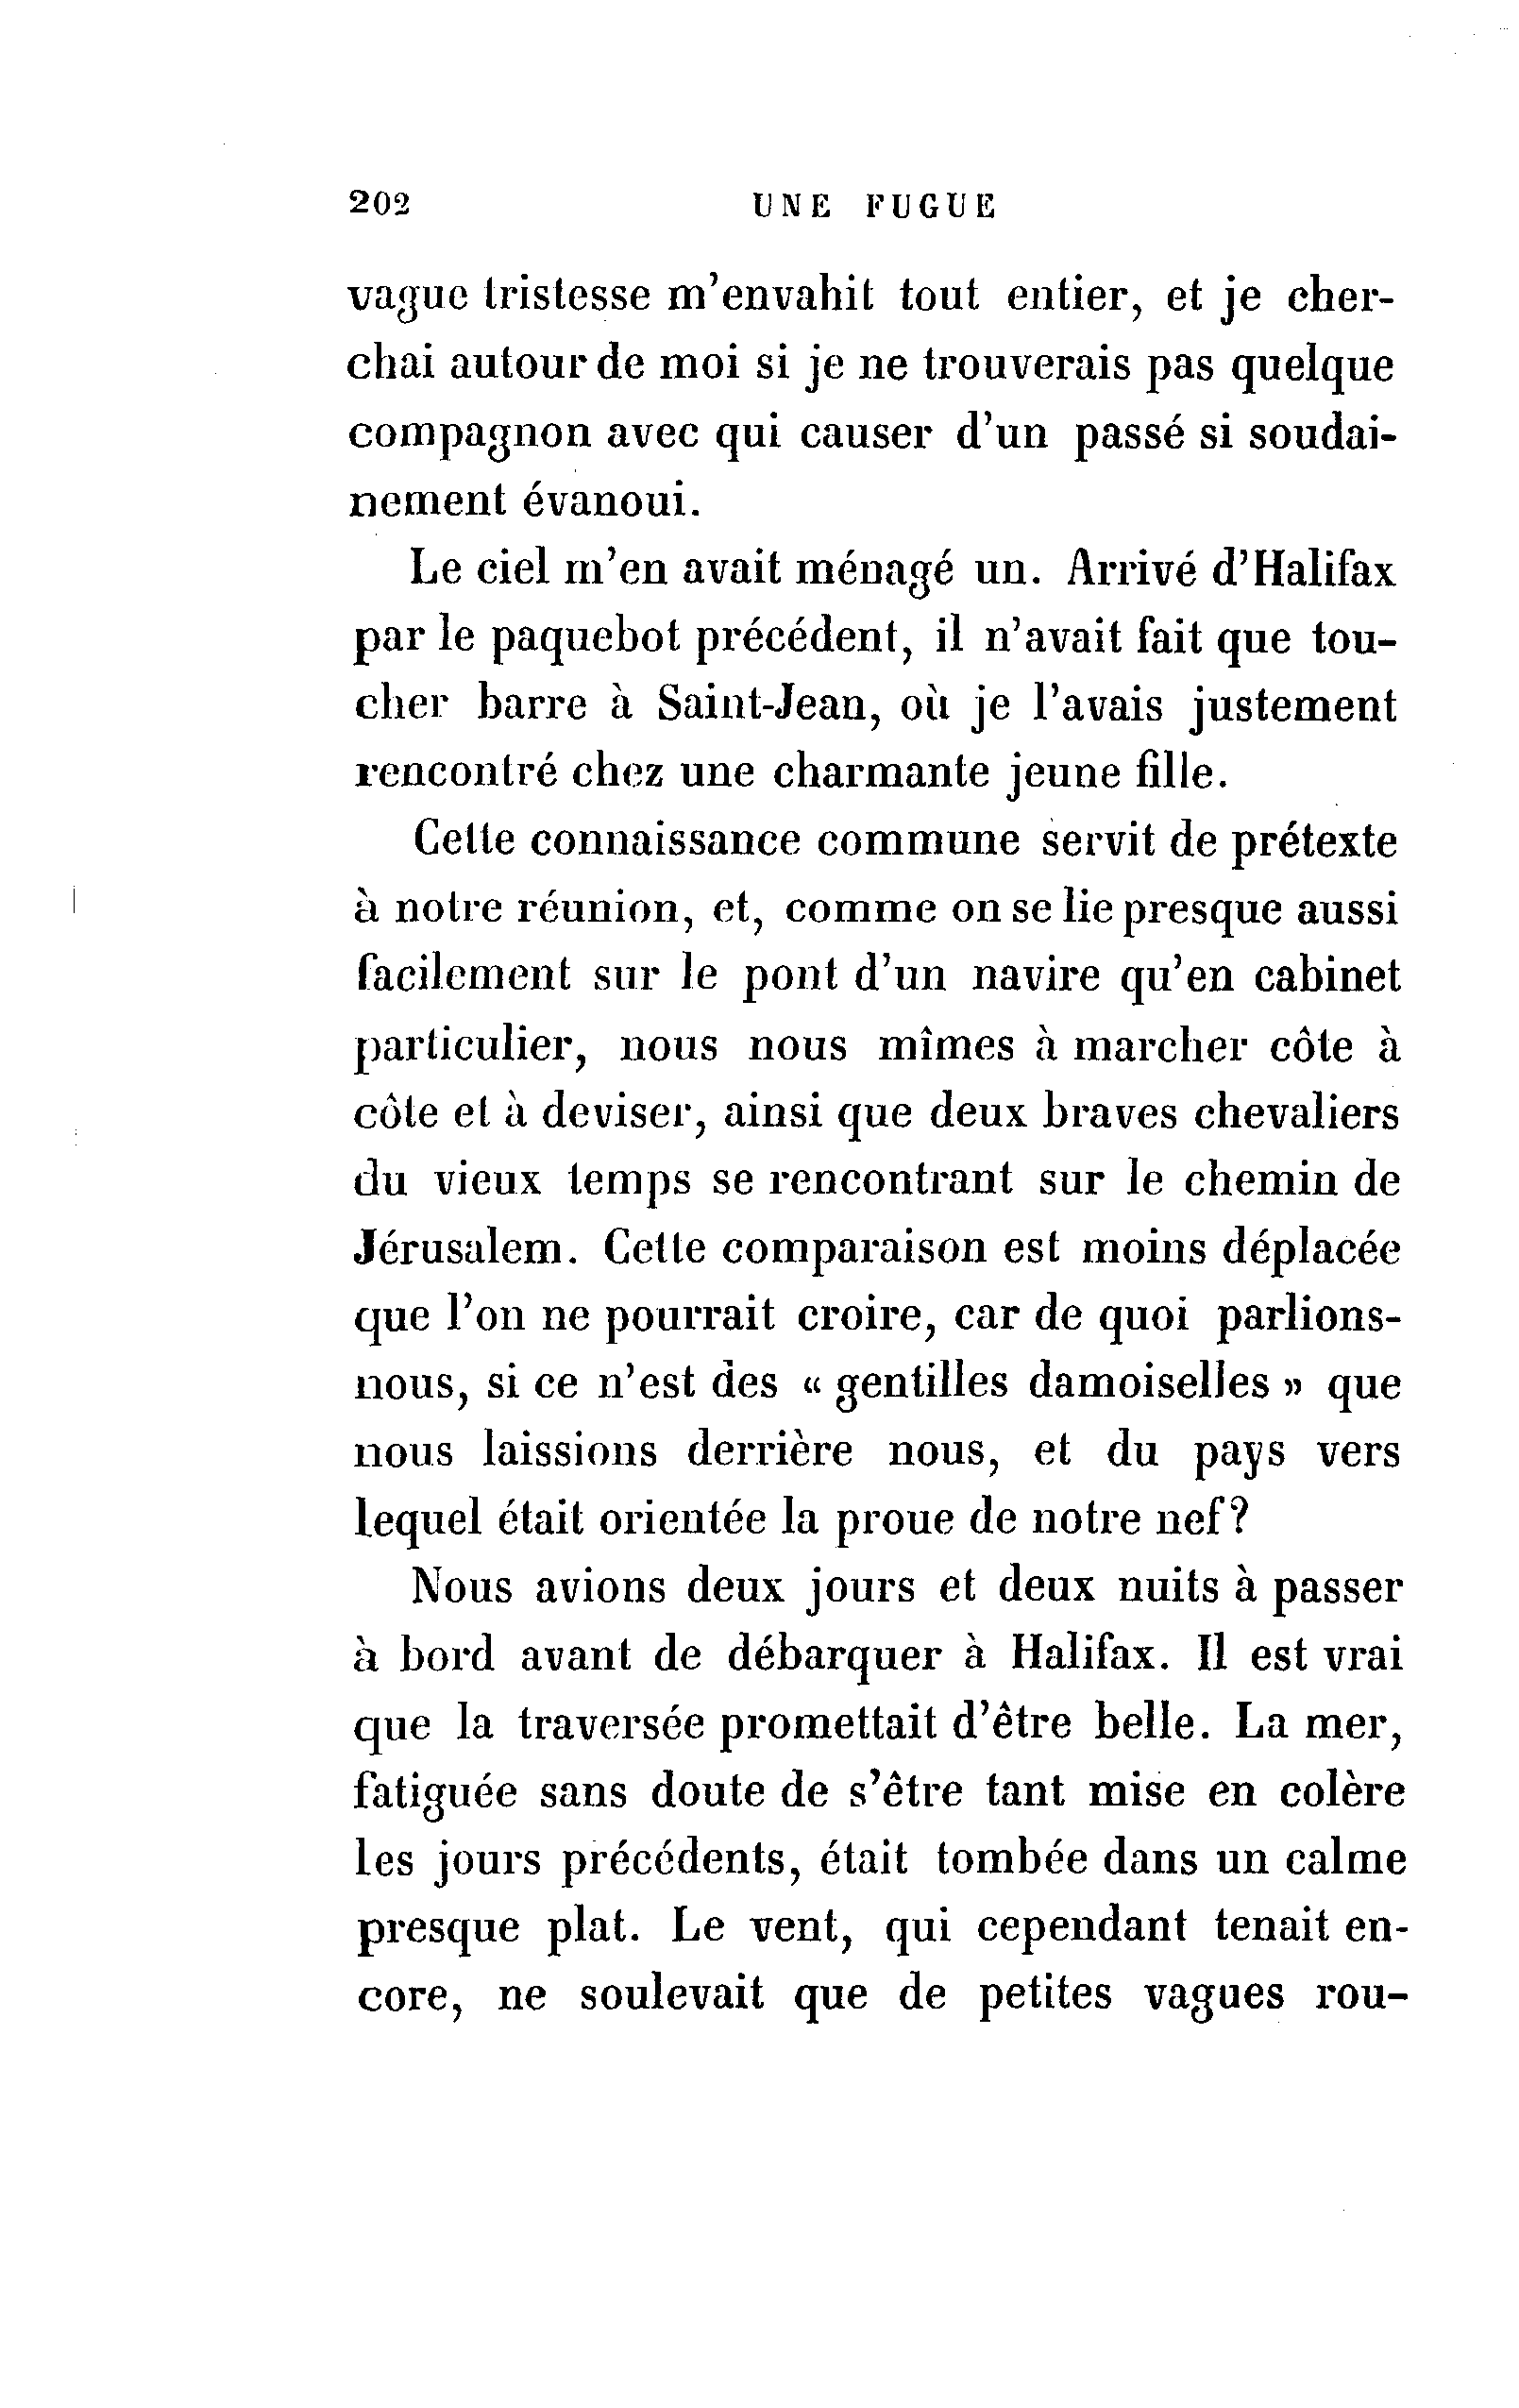 202 UNE FUGUE
vague tristesse m'envahit tout entier, et je cher-
chai autour de moi si je ne trouverais pas quelque
compagnon avec qui causer d'un passé si soudai-
nement évanoui.
Le ciel m'en avait ménagé un. Arrivé d'Halifax
par le paquebot précédent, il n'avait fait que tou-
cher barre à Saint-Jean, où je l'avais justement
rencontré chez une charmante jeune fille.
Cette connaissance commune servit de prétexte
à notre réunion, et, comme on se lie presque aussi
facilement sur le pont d'un navire qu'en cabinet
particulier, nous nous mîmes à marcher côte à
côte et à deviser, ainsi que deux braves chevaliers
du vieux temps se rencontrant sur le chemin de
Jérusalem. Cette comparaison est moins déplacée
que l'on ne pourrait croire, car de quoi parlions-
nous, si ce n'est des « gentilles damoiselles » que
nous laissions derrière nous, et du pays vers
lequel était orientée la proue de notre nef?
Nous avions deux jours et deux nuits à passer
à bord avant de débarquer à Halifax. Il est vrai
que la traversée promettait d'être belle. La mer,
fatiguée sans doute de s'être tant mise en colère
les jours précédents, était tombée dans un calme
presque plat. Le vent, qui cependant tenait en-
core, ne soulevait que de petites vagues rou-